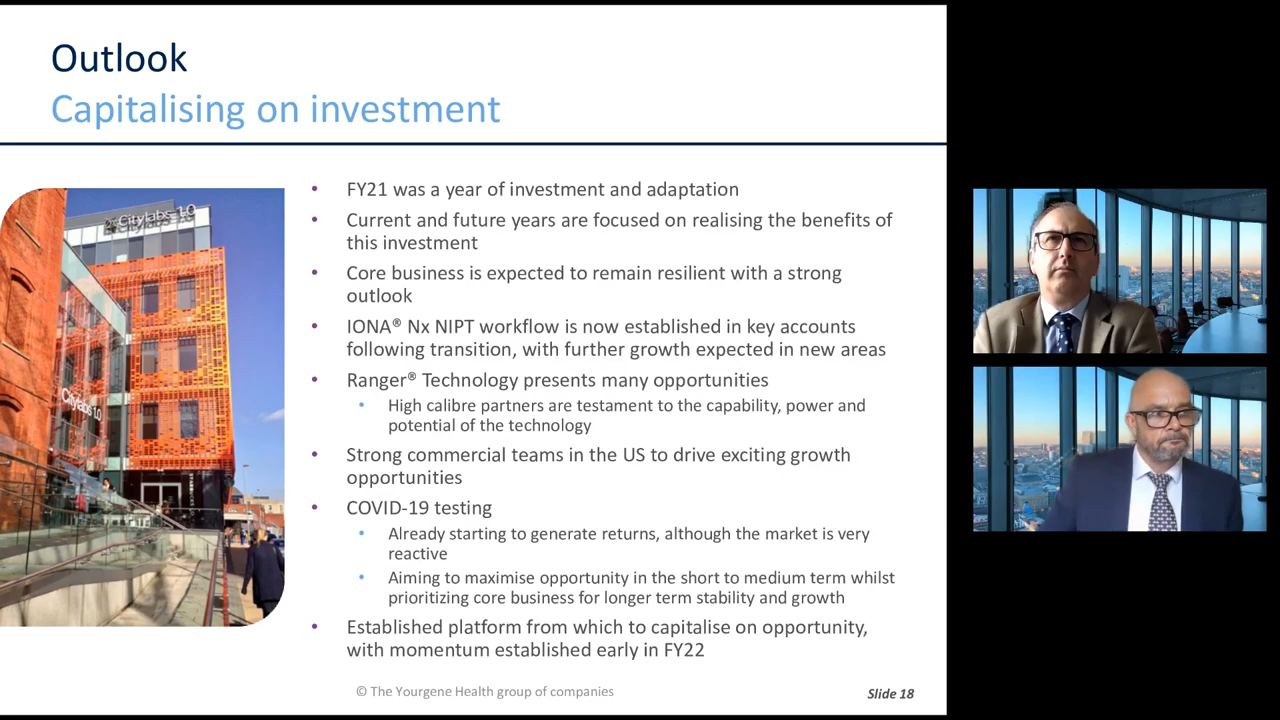 Outlook
Capitalising on investment
Citylabs 1.0
Citylabs 1.0
• FY21 was a year of investment and adaptation
• Current and future years are focused on realising the benefits of
this investment
• Core business is expected to remain resilient with a strong
outlook
• IONA® Nx NIPT workflow is now established in key accounts
following transition, with further growth expected in new areas
• Ranger® Technology presents many opportunities
• High calibre partners are testament to the capability, power and
potential of the technology
• Strong commercial teams in the US to drive exciting growth
opportunities
• COVID-19 testing
• Already starting to generate returns, although the market is very
reactive
• Aiming to maximise opportunity in the short to medium term whilst
prioritizing core business for longer term stability and growth
• Established platform from which to capitalise on opportunity,
with momentum established early in FY22
© The Yourgene Health group of companies
Slide 18